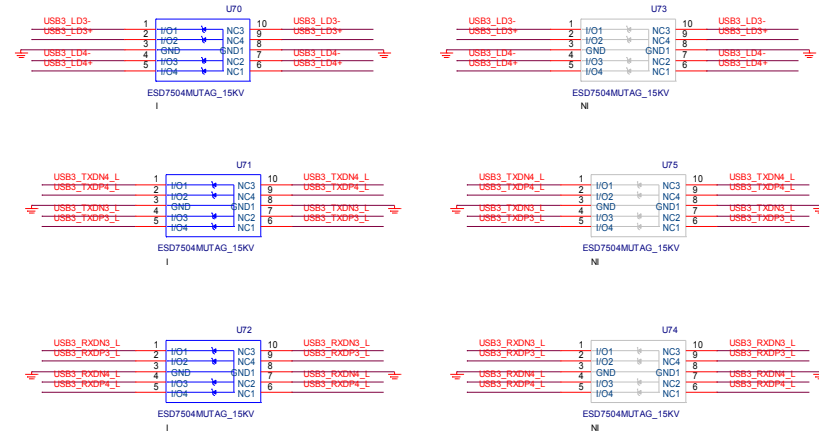 U70
USB3_LD3- 1 I/O1 NC3 10 USB3_LD3-
USB3_LD3+ 2 I/O2 NC4 9 USB3_LD3+
3 GND GND1 8
USB3_LD4- 4 I/O3 NC2 7 USB3_LD4-
USB3_LD4+ 5 I/O4 NC1 6 USB3_LD4+
ESD7504MUTAG_15KV
I
U73
USB3_LD3- 1 I/O1 NC3 10 USB3_LD3-
USB3_LD3+ 2 I/O2 NC4 9 USB3_LD3+
3 GND GND1 8
USB3_LD4- 4 I/O3 NC2 7 USB3_LD4-
USB3_LD4+ 5 I/O4 NC1 6 USB3_LD4+
ESD7504MUTAG_15KV
NI
U71
USB3_TXDN4_L 1 I/O1 NC3 10 USB3_TXDN4_L
USB3_TXDP4_L 2 I/O2 NC4 9 USB3_TXDP4_L
3 GND GND1 8
USB3_TXDN3_L 4 I/O3 NC2 7 USB3_TXDN3_L
USB3_TXDP3_L 5 I/O4 NC1 6 USB3_TXDP3_L
ESD7504MUTAG_15KV
I
U75
USB3_TXDN4_L 1 I/O1 NC3 10 USB3_TXDN4_L
USB3_TXDP4_L 2 I/O2 NC4 9 USB3_TXDP4_L
3 GND GND1 8
USB3_TXDN3_L 4 I/O3 NC2 7 USB3_TXDN3_L
USB3_TXDP3_L 5 I/O4 NC1 6 USB3_TXDP3_L
ESD7504MUTAG_15KV
NI
U72
USB3_RXDN3_L 1 I/O1 NC3 10 USB3_RXDN3_L
USB3_RXDP3_L 2 I/O2 NC4 9 USB3_RXDP3_L
3 GND GND1 8
USB3_RXDN4_L 4 I/O3 NC2 7 USB3_RXDN4_L
USB3_RXDP4_L 5 I/O4 NC1 6 USB3_RXDP4_L
ESD7504MUTAG_15KV
I
U74
USB3_RXDN3_L 1 I/O1 NC3 10 USB3_RXDN3_L
USB3_RXDP3_L 2 I/O2 NC4 9 USB3_RXDP3_L
3 GND GND1 8
USB3_RXDN4_L 4 I/O3 NC2 7 USB3_RXDN4_L
USB3_RXDP4_L 5 I/O4 NC1 6 USB3_RXDP4_L
ESD7504MUTAG_15KV
NI